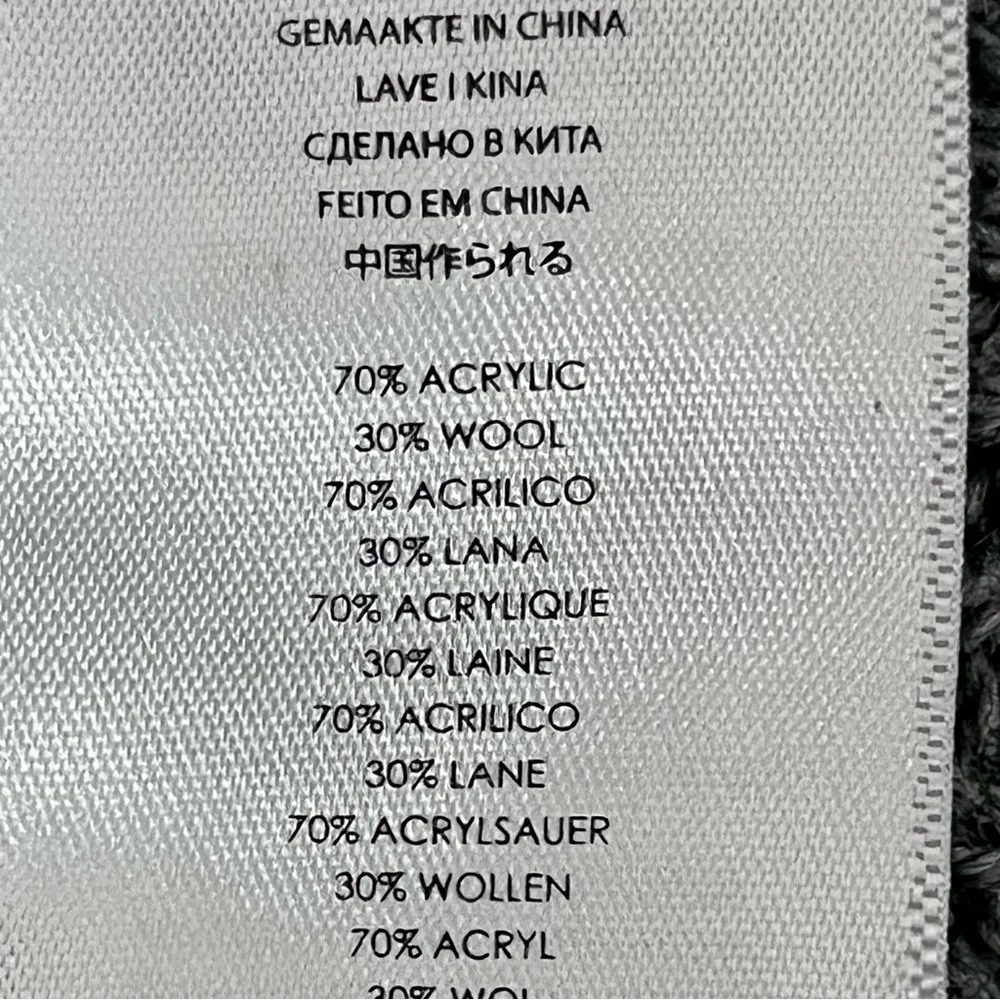 GEMAAKTE IN CHINA
LAVE I KINA
СДЕЛАНО В КИТА
FEITO EM CHINA
中国作られる
70% ACRYLIC
30% WOOL
70% ACRILICO
30% LANA
70% ACRYLIQUE
30% LAINE
70% ACRILICO
30% LANE
70% ACRYLSAUER
30% WOLLEN
70% ACRYL
30% WOL